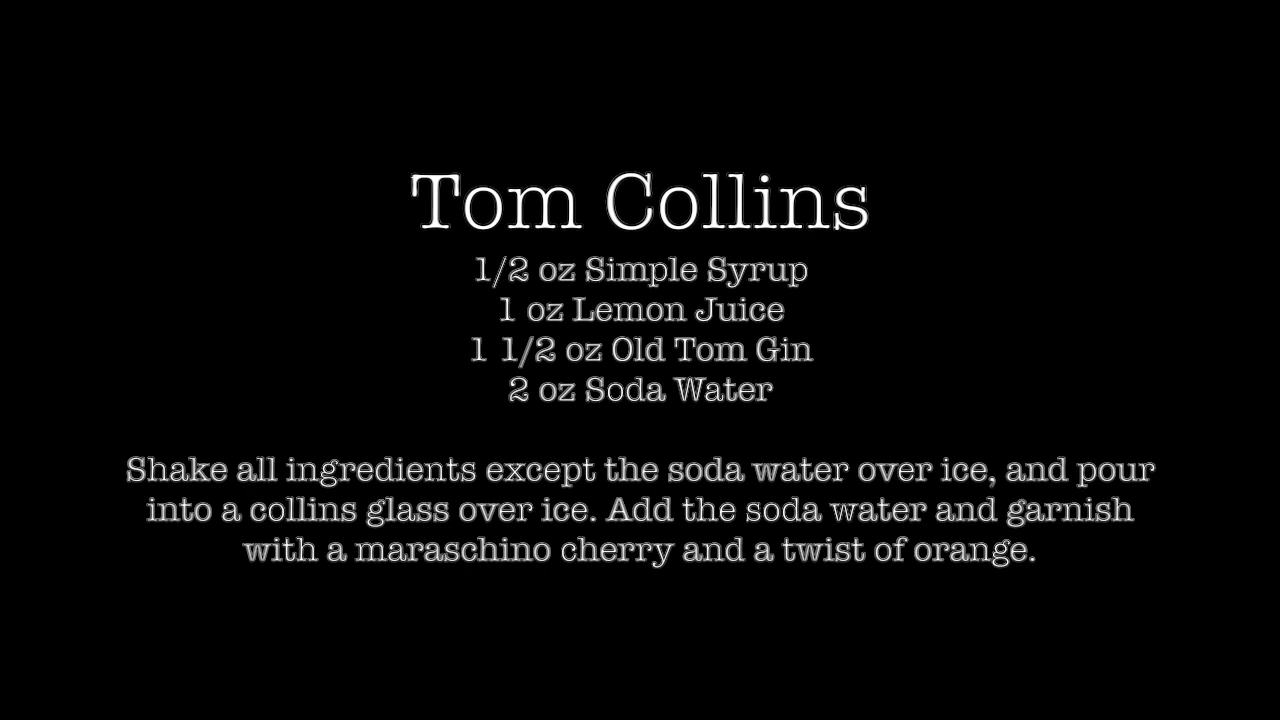 Tom Collins
1/2 oz Simple Syrup
1 oz Lemon Juice
1 1/2 oz Old Tom Gin
2 oz Soda Water
Shake all ingredients except the soda water over ice, and pour
into a collins glass over ice. Add the soda water and garnish
with a maraschino cherry and a twist of orange.